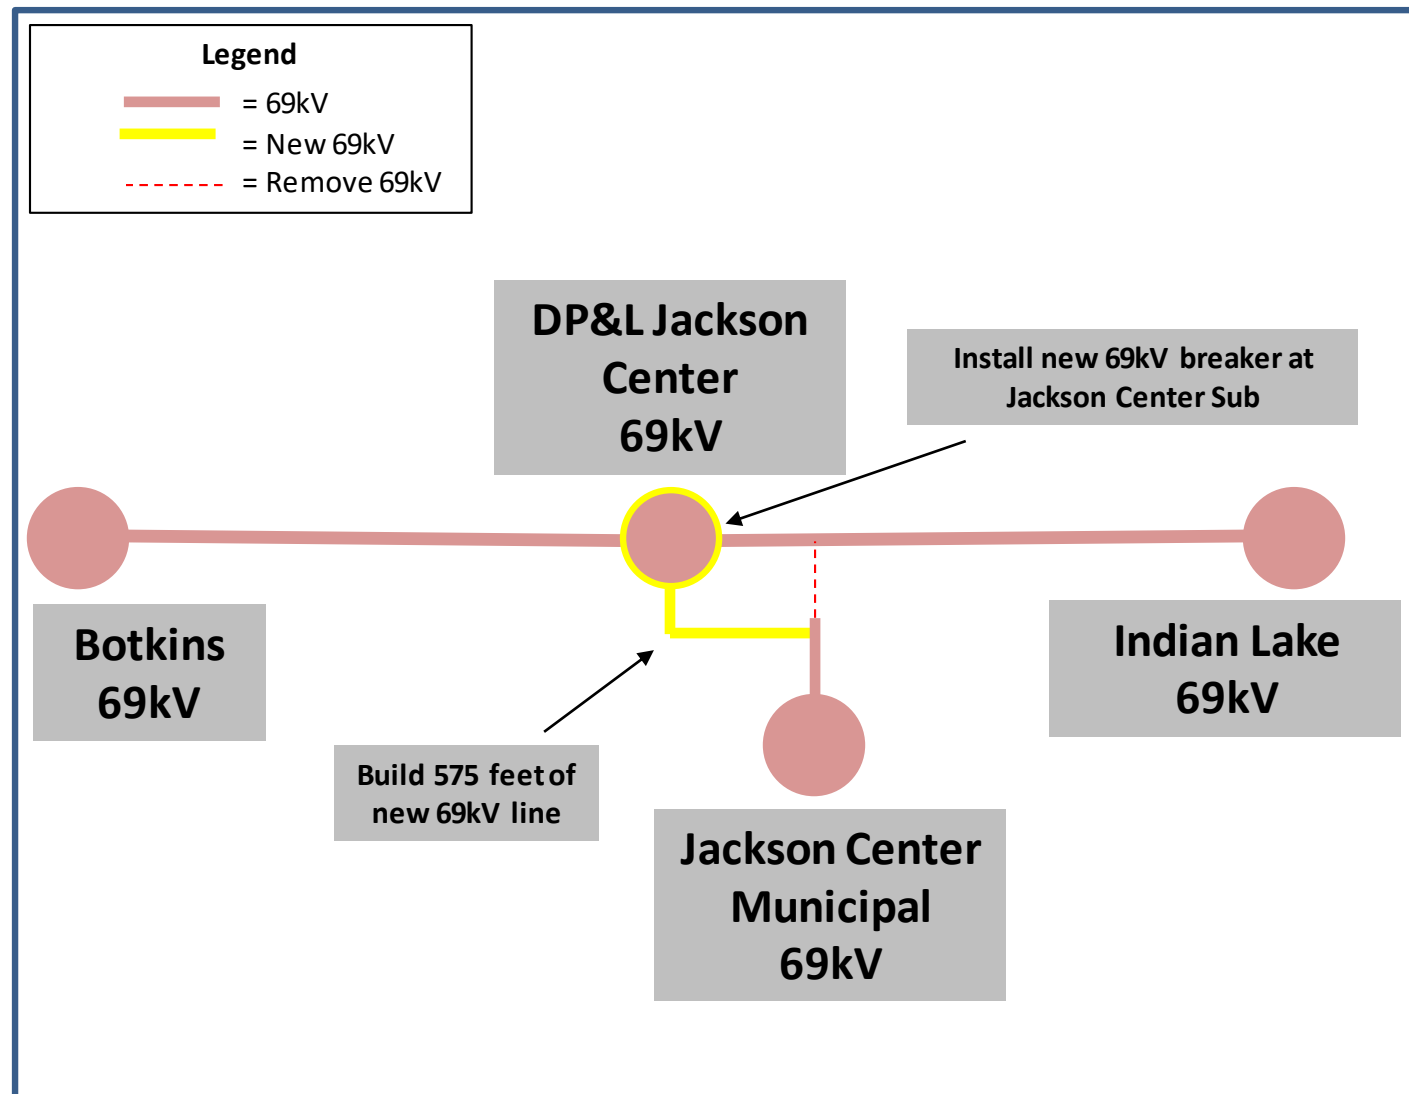 Legend
= 69kV
= New 69kV
= Remove 69kV
DP&L Jackson
Center
69kV
Install new 69kV breaker at
Jackson Center Sub
Botkins
69kV
Indian Lake
69kV
Build 575 feet of
new 69kV line
Jackson Center
Municipal
69kV